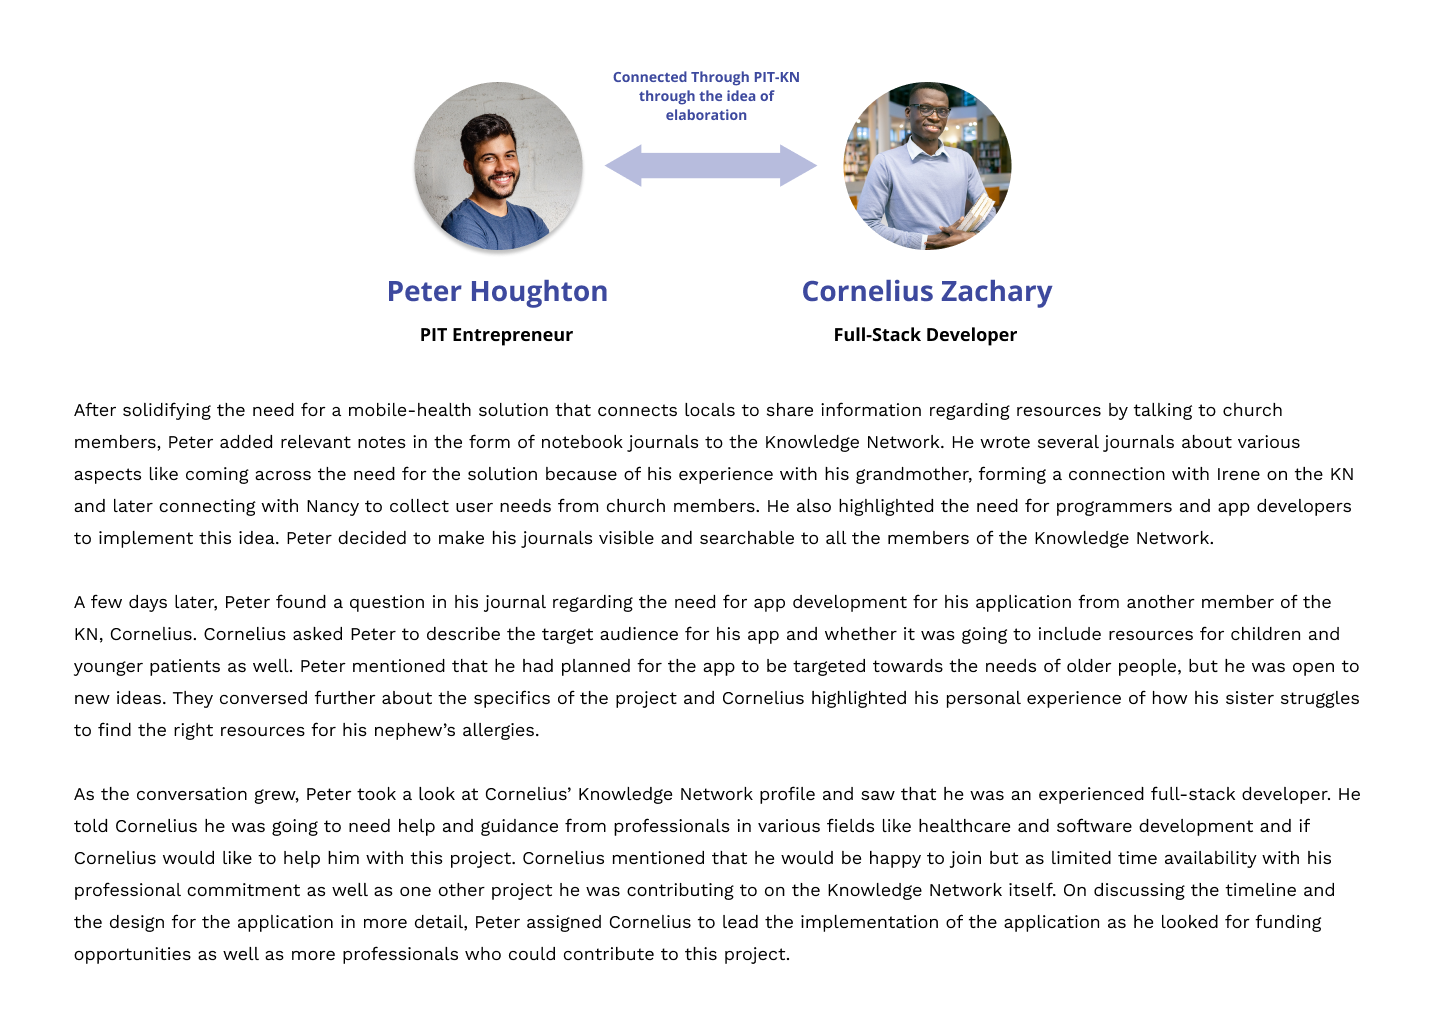 Connected Through PIT-KN
through the idea of
elaboration
Peter Houghton
PIT Entrepreneur
Cornelius Zachary
Full-Stack Developer
After solidifying the need for a mobile-health solution that connects locals to share information regarding resources by talking to church
members, Peter added relevant notes in the form of notebook journals to the Knowledge Network. He wrote several journals about various
aspects like coming across the need for the solution because of his experience with his grandmother, forming a connection with Irene on the KN
and later connecting with Nancy to collect user needs from church members. He also highlighted the need for programmers and app developers
to implement this idea. Peter decided to make his journals visible and searchable to all the members of the Knowledge Network.
A few days later, Peter found a question in his journal regarding the need for app development for his application from another member of the
KN, Cornelius. Cornelius asked Peter to describe the target audience for his app and whether it was going to include resources for children and
younger patients as well. Peter mentioned that he had planned for the app to be targeted towards the needs of older people, but he was open to
new ideas. They conversed further about the specifics of the project and Cornelius highlighted his personal experience of how his sister struggles
to find the right resources for his nephew’s allergies.
As the conversation grew, Peter took a look at Cornelius’ Knowledge Network profile and saw that he was an experienced full-stack developer. He
told Cornelius he was going to need help and guidance from professionals in various fields like healthcare and software development and if
Cornelius would like to help him with this project. Cornelius mentioned that he would be happy to join but as limited time availability with his
professional commitment as well as one other project he was contributing to on the Knowledge Network itself. On discussing the timeline and
the design for the application in more detail, Peter assigned Cornelius to lead the implementation of the application as he looked for funding
opportunities as well as more professionals who could contribute to this project.